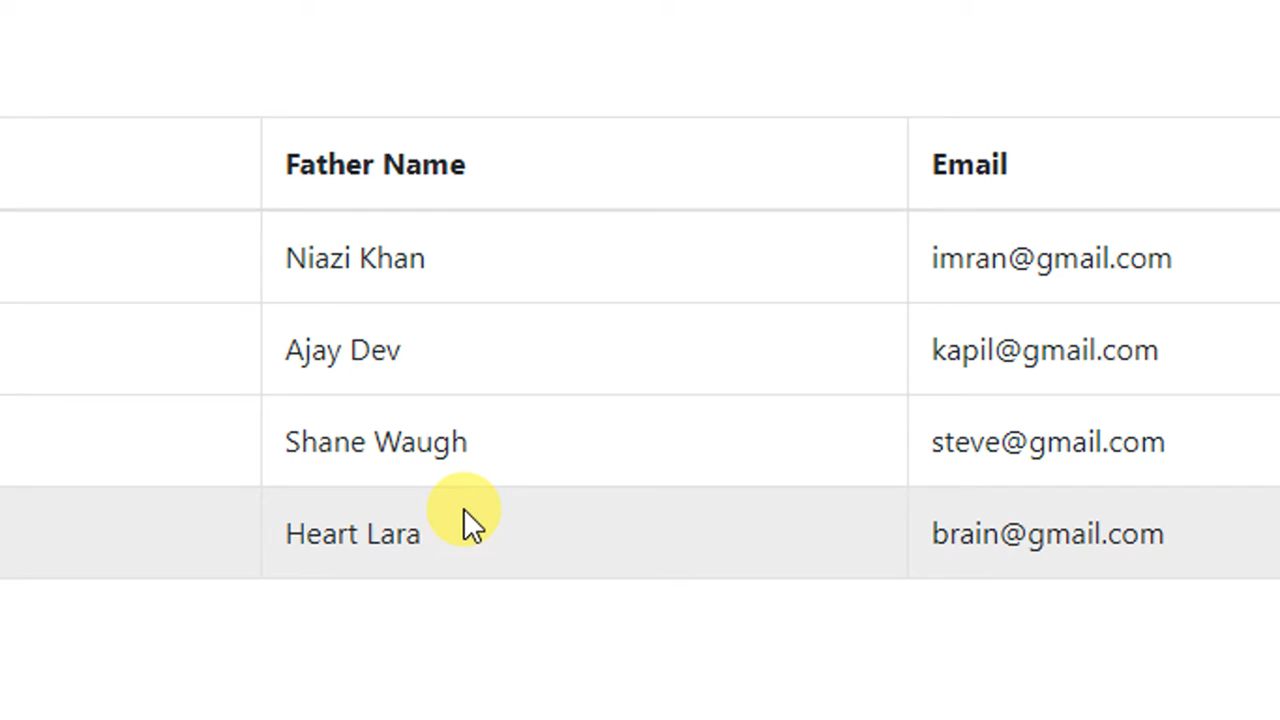 Father Name Email
Niazi Khan imran@gmail.com
Ajay Dev kapil@gmail.com
Shane Waugh steve@gmail.com
Heart Lara brain@gmail.com